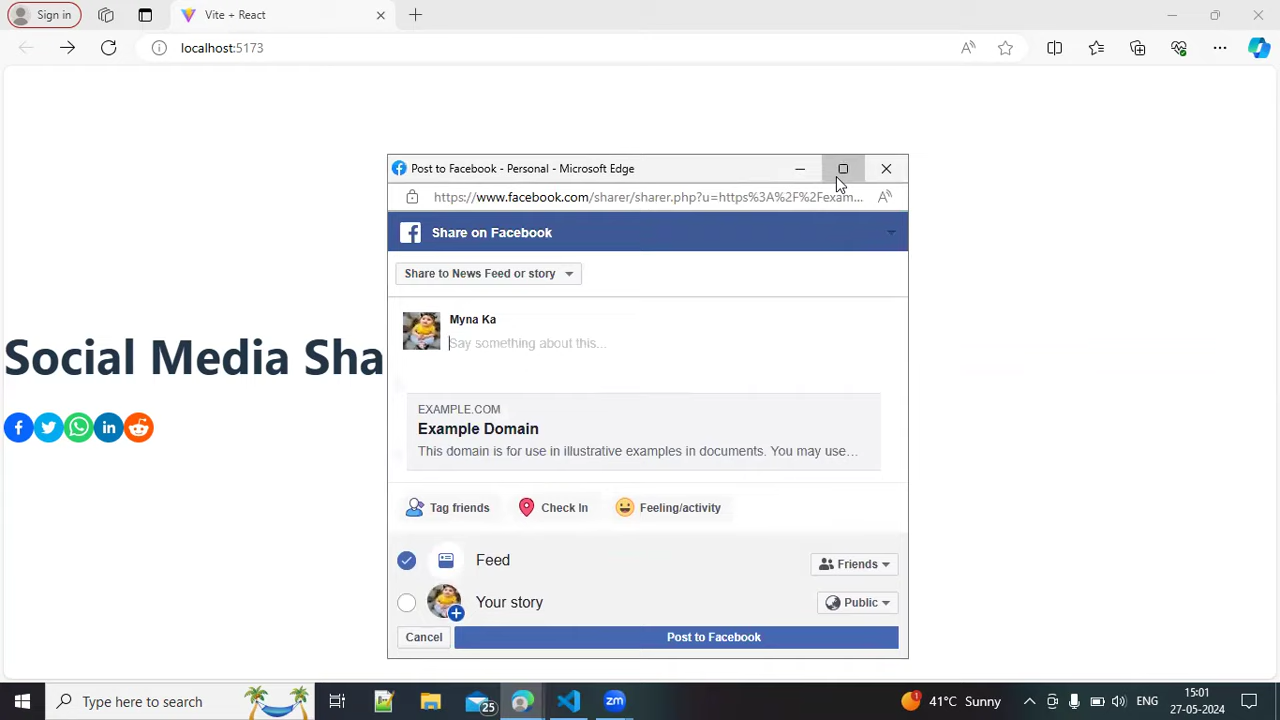 Sign in
Vite + React
localhost:5173
Post to Facebook - Personal - Microsoft Edge
https://www.facebook.com/sharer/sharer.php?u=https%3A%2F%2Fexam...
Share on Facebook
Share to News Feed or story
Myna Ka
Say something about this...
Social Media Sha
EXAMPLE.COM
Example Domain
This domain is for use in illustrative examples in documents. You may use...
Tag friends
Check In
Feeling/activity
Feed
Friends
Your story
Public
Cancel
Post to Facebook
Type here to search
25
zm
1
41°C Sunny
ENG
15:01
27-05-2024